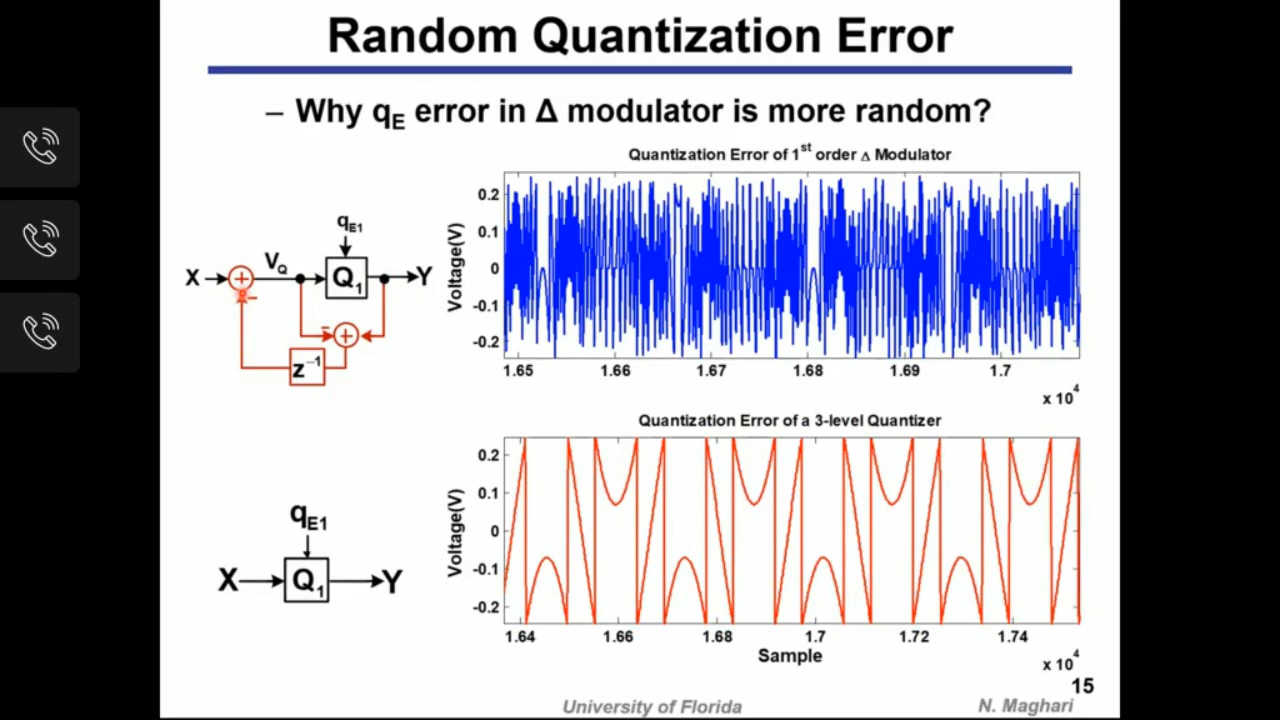 Random Quantization Error
– Why qE error in Δ modulator is more random?
Quantization Error of 1st order Δ Modulator
qE1
X
+
VQ
Q1
Y
–
–
+
z−1
Voltage(V)
0.2
0.1
0
-0.1
-0.2
1.65 1.66 1.67 1.68 1.69 1.7
x 10^4
Quantization Error of a 3-level Quantizer
qE1
X
Q1
Y
Voltage(V)
0.2
0.1
0
-0.1
-0.2
1.64 1.66 1.68 1.7 1.72 1.74
Sample
x 10^4
15
University of Florida
N. Maghari